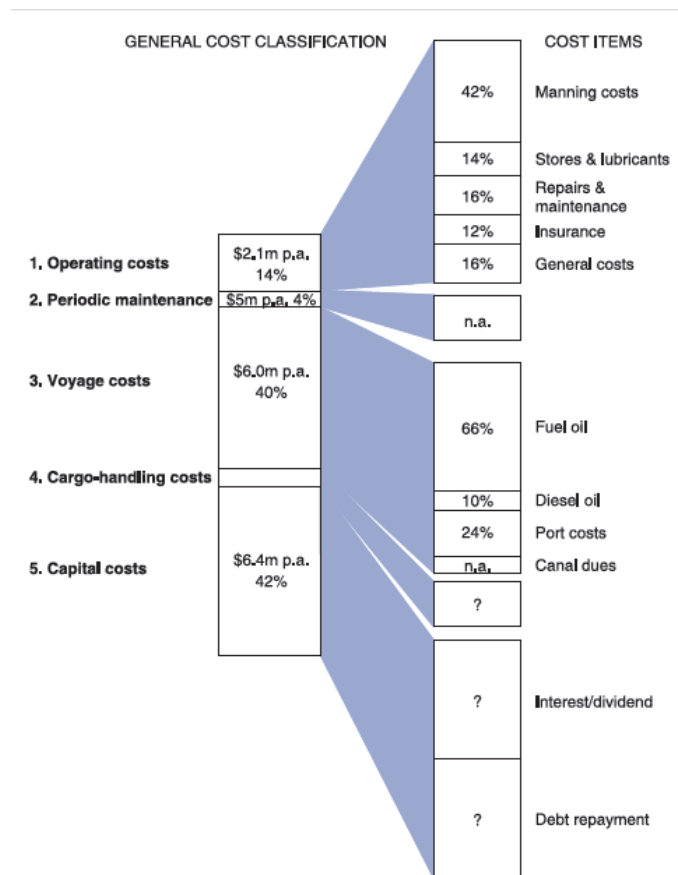 GENERAL COST CLASSIFICATION
COST ITEMS
42%
Manning costs
14%
Stores & lubricants
16%
Repairs &
maintenance
12%
Insurance
16%
General costs
1. Operating costs
$2.1m p.a.
14%
2. Periodic maintenance
$5m p.a. 4%
n.a.
3. Voyage costs
$6.0m p.a.
40%
66%
Fuel oil
10%
Diesel oil
24%
Port costs
n.a.
Canal dues
4. Cargo-handling costs
?
5. Capital costs
$6.4m p.a.
42%
?
Interest/dividend
?
Debt repayment